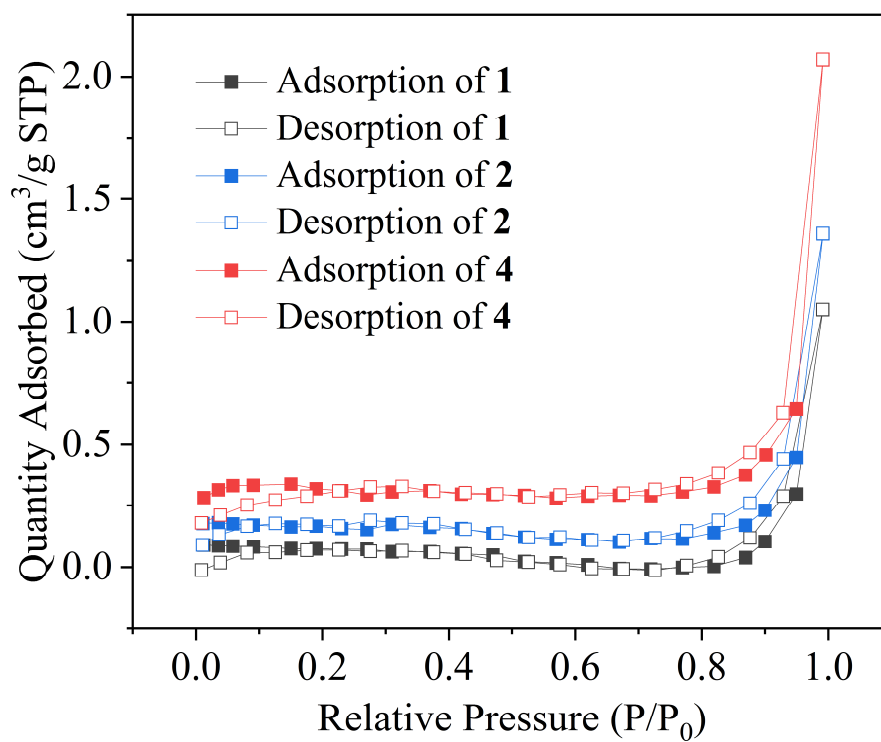 Quantity Adsorbed (cm³/g STP)
2.0
1.5
1.0
0.5
0.0
Adsorption of 1
Desorption of 1
Adsorption of 2
Desorption of 2
Adsorption of 4
Desorption of 4
0.0 0.2 0.4 0.6 0.8 1.0
Relative Pressure (P/P₀)